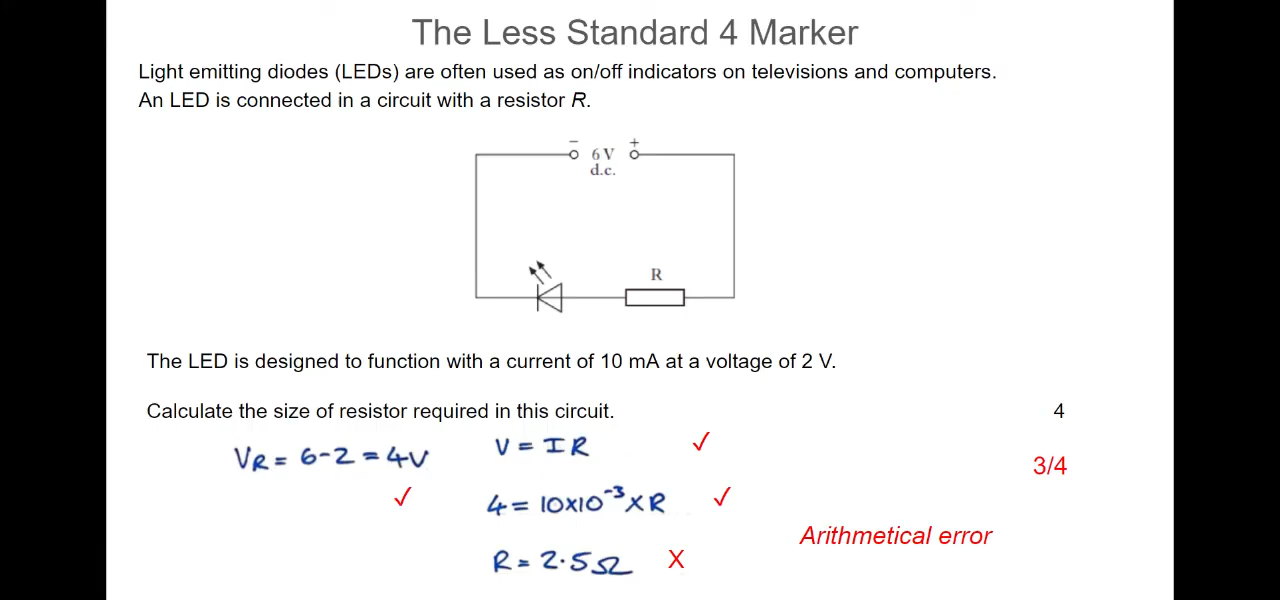 The Less Standard 4 Marker
Light emitting diodes (LEDs) are often used as on/off indicators on televisions and computers.
An LED is connected in a circuit with a resistor R.
− 6 V +
d.c.
R
The LED is designed to function with a current of 10 mA at a voltage of 2 V.
Calculate the size of resistor required in this circuit. 4
V_R = 6-2 = 4V
V = IR ✓
3/4
✓
4 = 10x10⁻³ x R ✓
Arithmetical error
R = 2.5Ω X